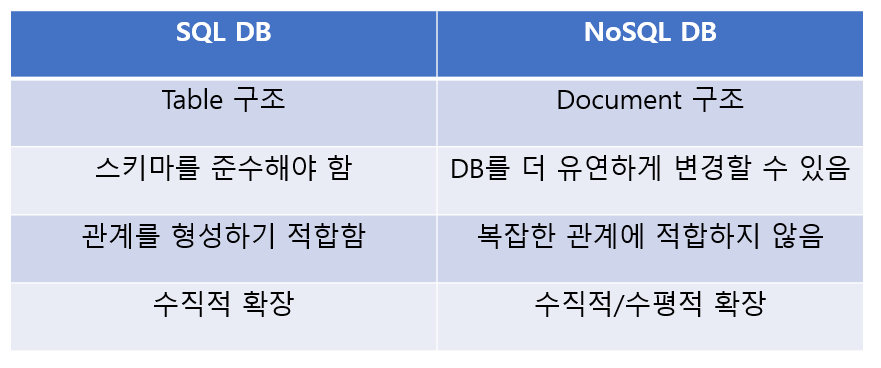 SQL DB
NoSQL DB
Table 구조
Document 구조
스키마를 준수해야 함
DB를 더 유연하게 변경할 수 있음
관계를 형성하기 적합함
복잡한 관계에 적합하지 않음
수직적 확장
수직적/수평적 확장